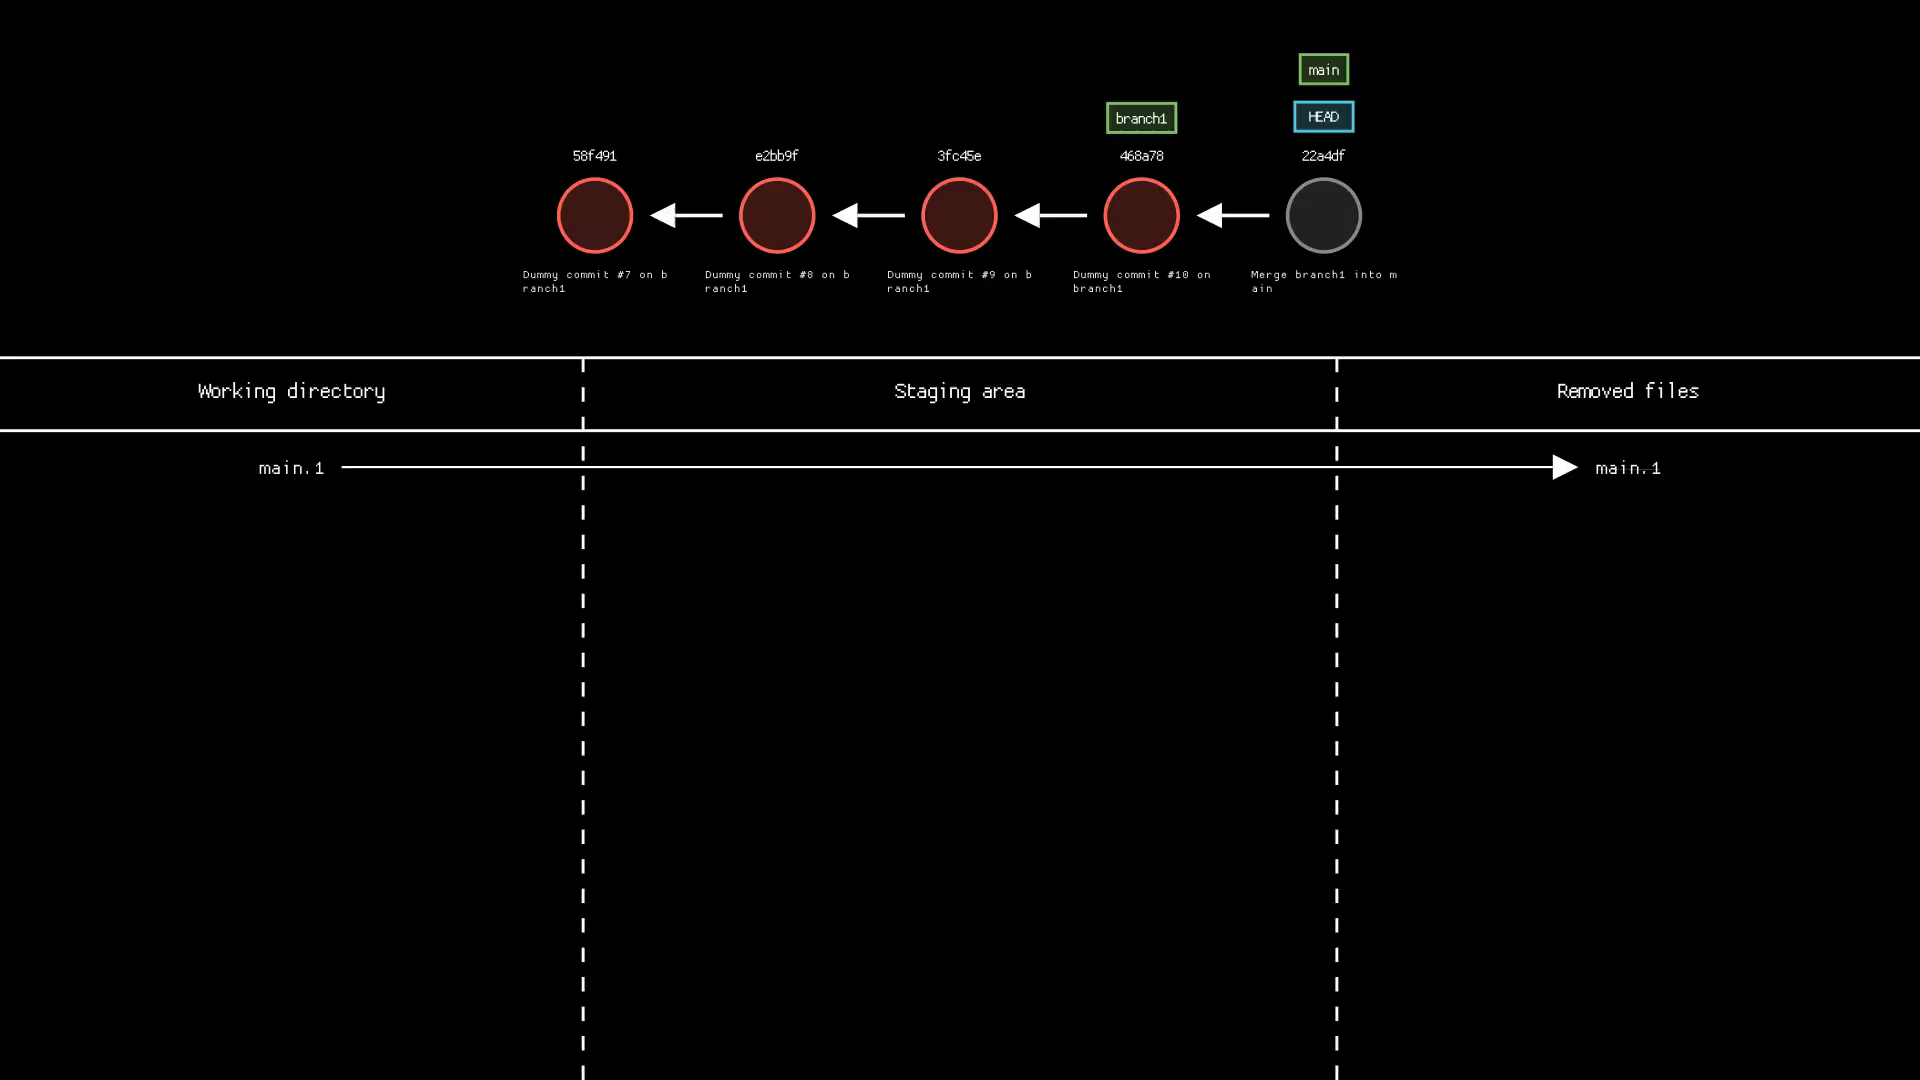 main
branch1
HEAD
58f491
e2bb9f
3fc45e
468a78
22a4df
Dummy commit #7 on b
ranch1
Dummy commit #8 on b
ranch1
Dummy commit #9 on b
ranch1
Dummy commit #10 on
branch1
Merge branch1 into m
ain
Working directory
Staging area
Removed files
main.1
main.1